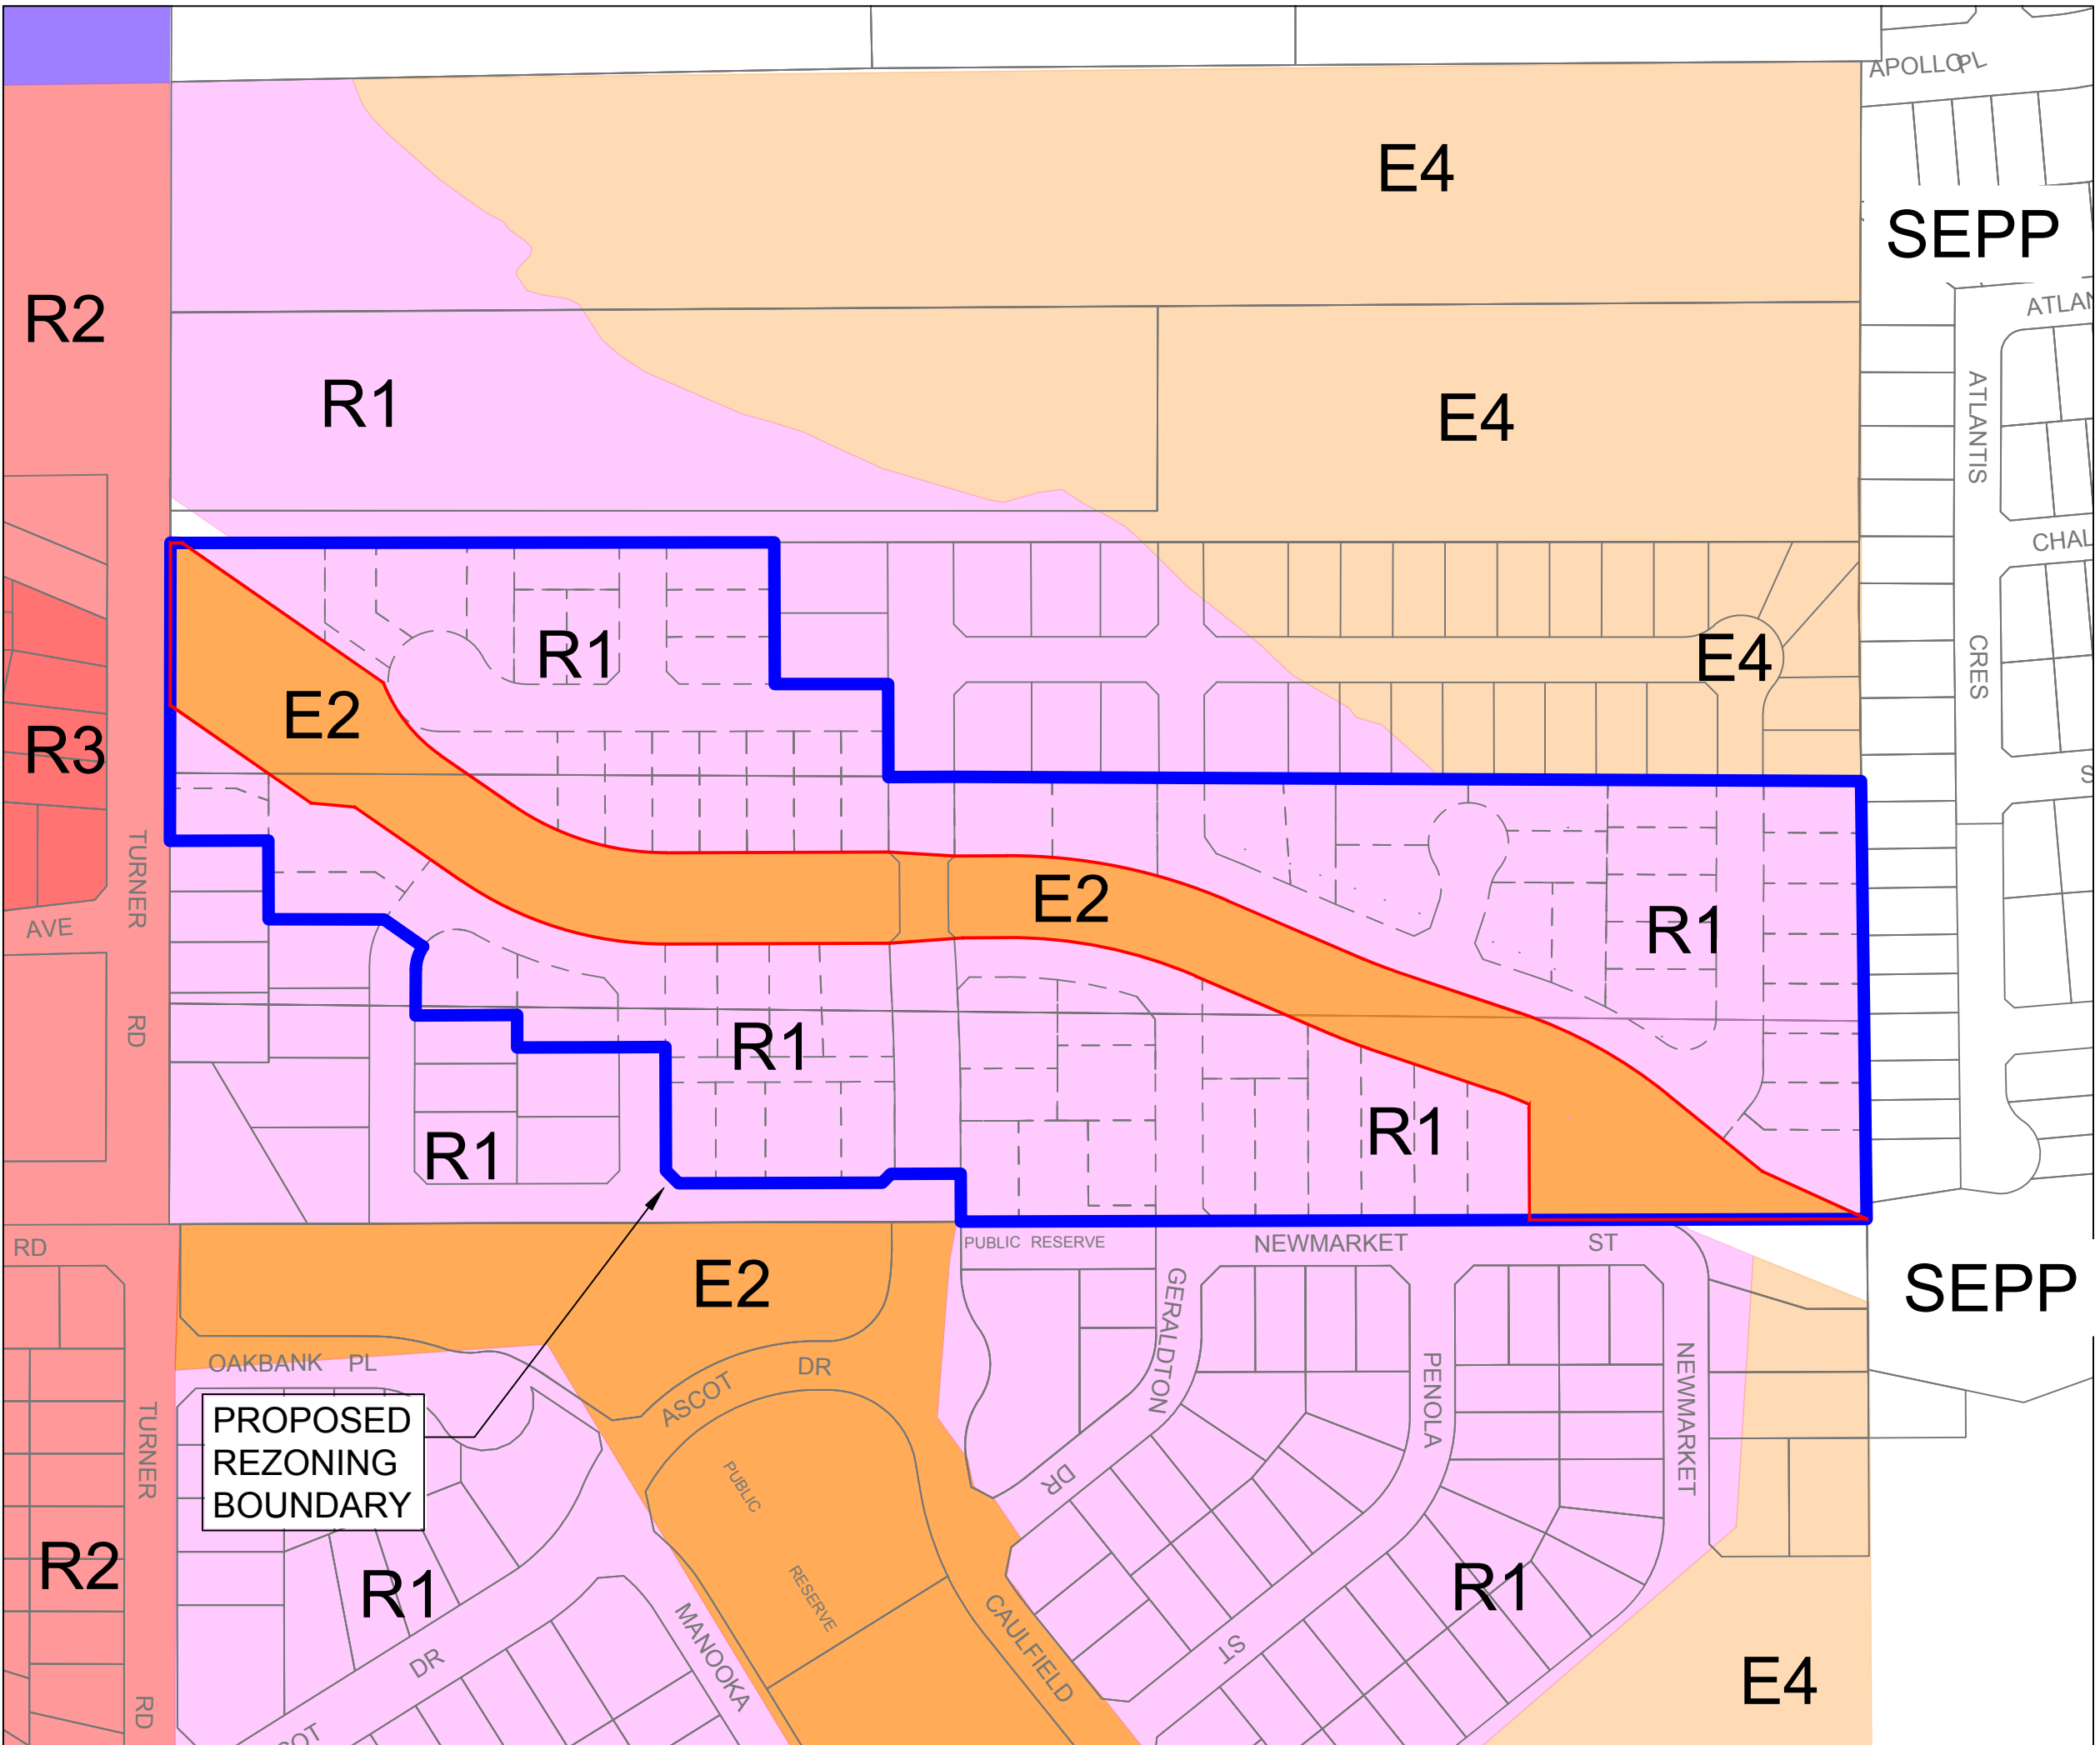 APOLLO PL
E4
SEPP
R2
ATLAN
R1
E4
ATLANTIS
CHAL
R1
E4
CRES
E2
R3
S
TURNER
E2
R1
AVE
RD
R1
R1
R1
RD
E2
PUBLIC RESERVE
NEWMARKET ST
SEPP
GERALDTON
OAKBANK PL
DR
ASCOT
PENOLA
NEWMARKET
TURNER
PROPOSED
REZONING
BOUNDARY
PUBLIC
DR
R2
R1
RESERVE
R1
MANOOKA
CAULFIELD
ST
DR
E4
RD
COT